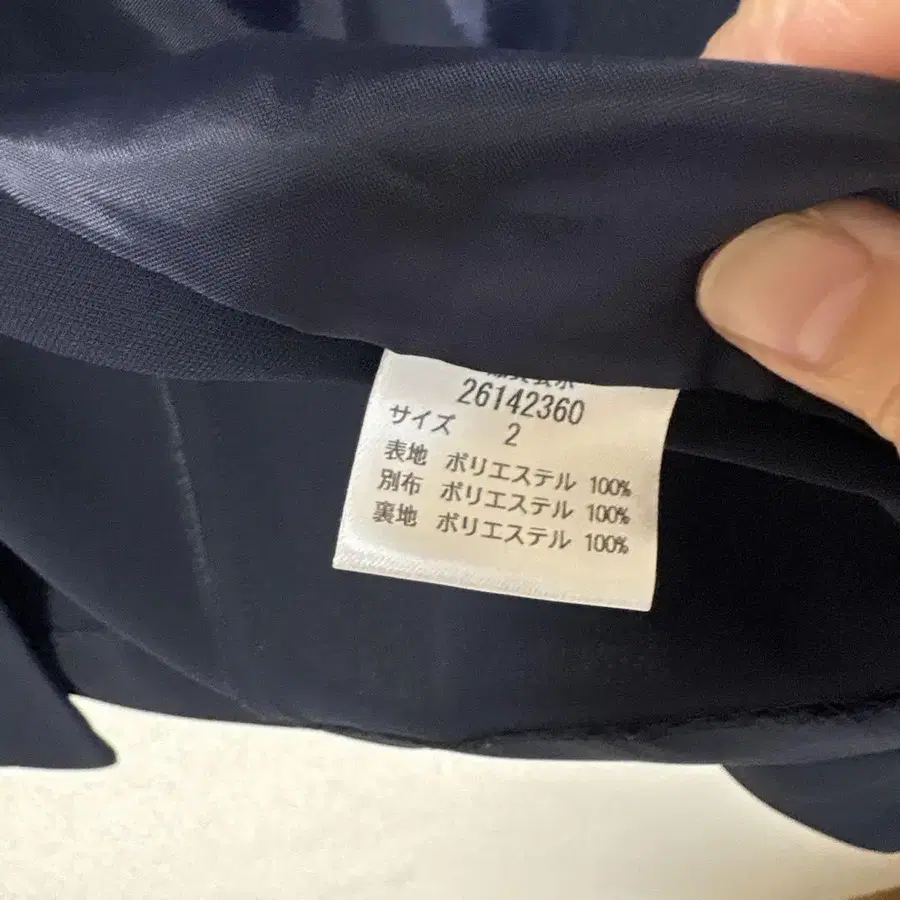 26142360
サイズ 2
表地 ポリエステル 100%
別布 ポリエステル 100%
裏地 ポリエステル 100%